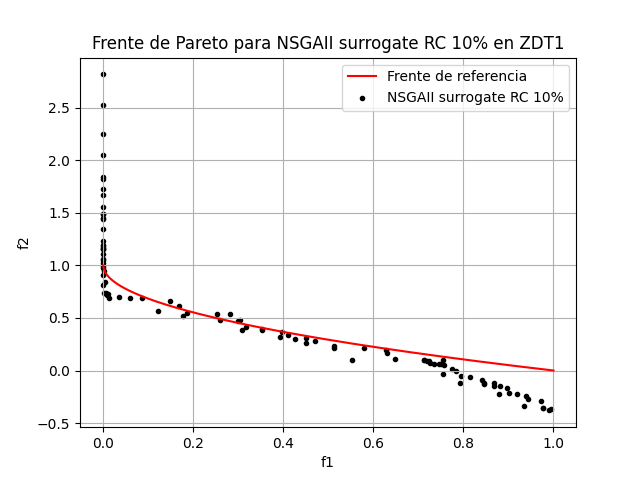 Frente de Pareto para NSGAII surrogate RC 10% en ZDT1
Frente de referencia
NSGAII surrogate RC 10%
f2
2.5
2.0
1.5
1.0
0.5
0.0
−0.5
0.0 0.2 0.4 0.6 0.8 1.0
f1